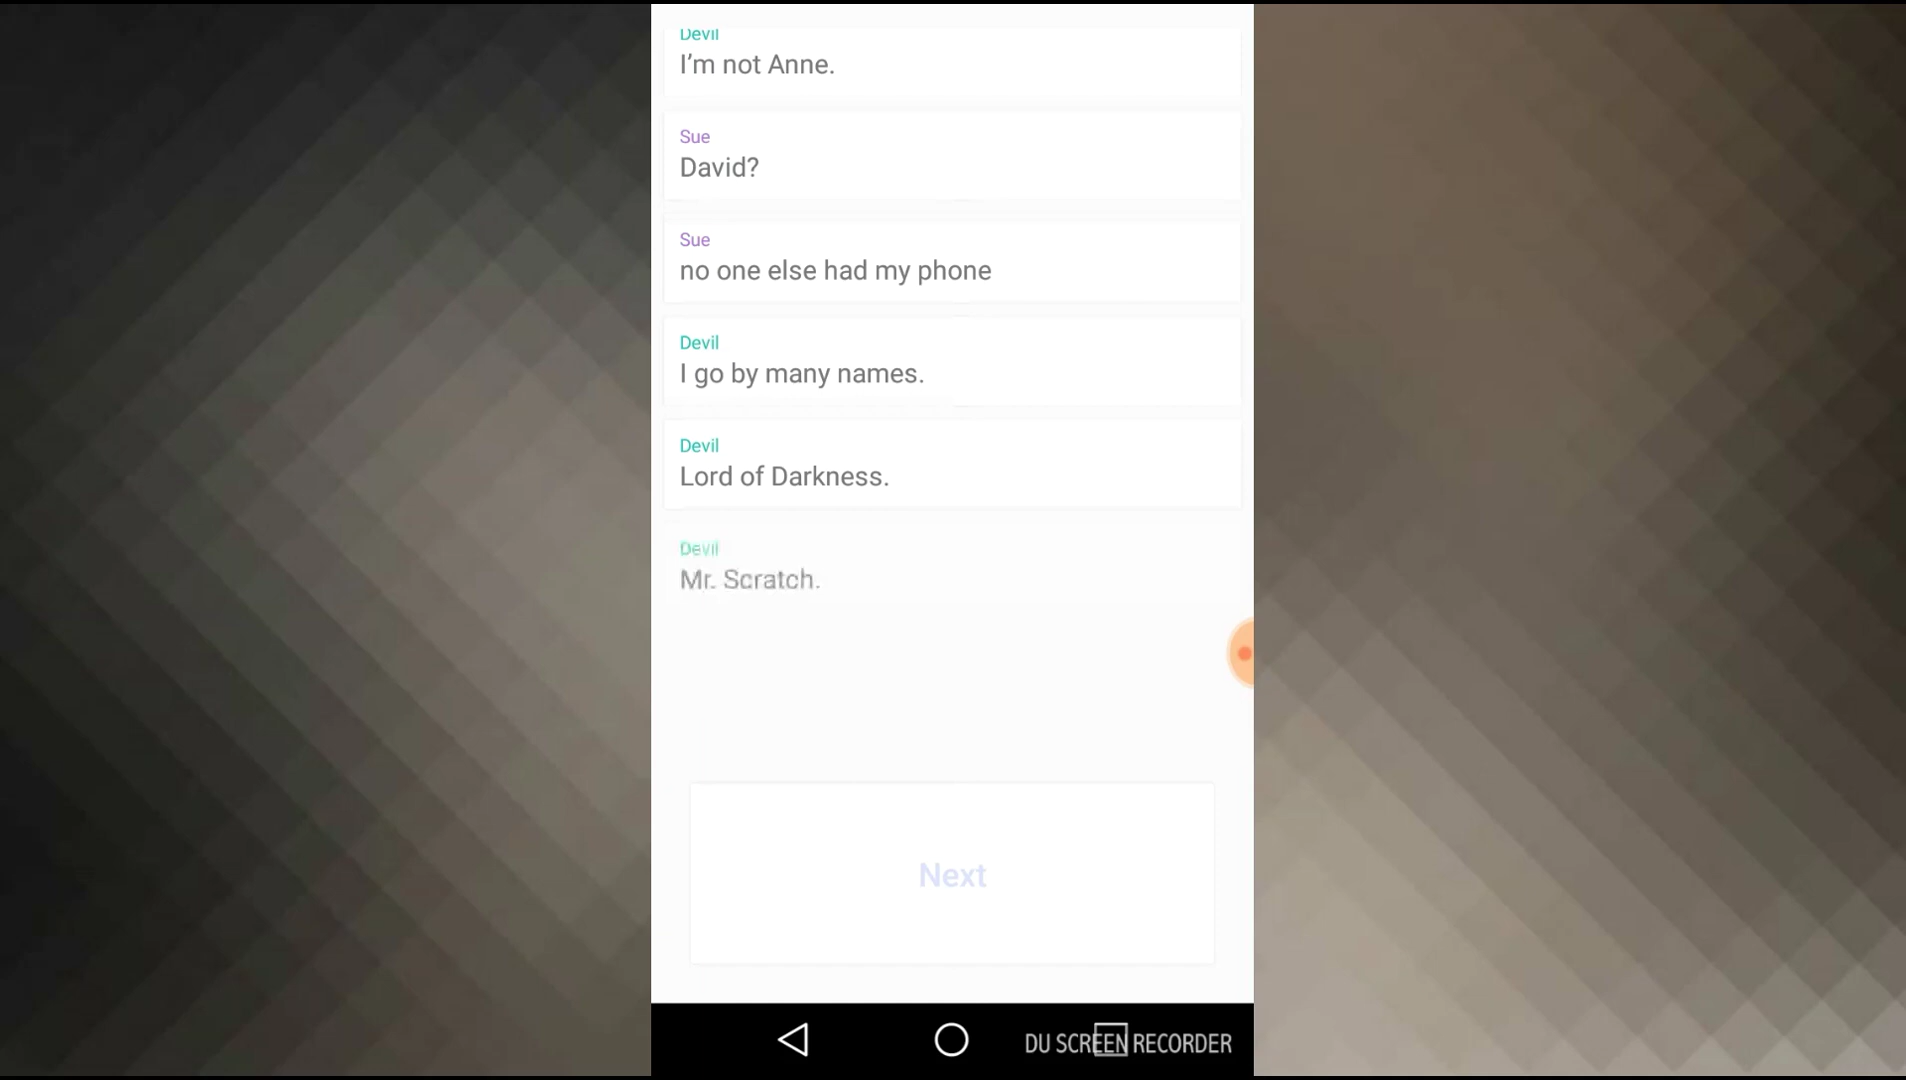 Devil
I’m not Anne.
Sue
David?
Sue
no one else had my phone
Devil
I go by many names.
Devil
Lord of Darkness.
Devil
Mr. Scratch.
Next
DU SCREEN RECORDER